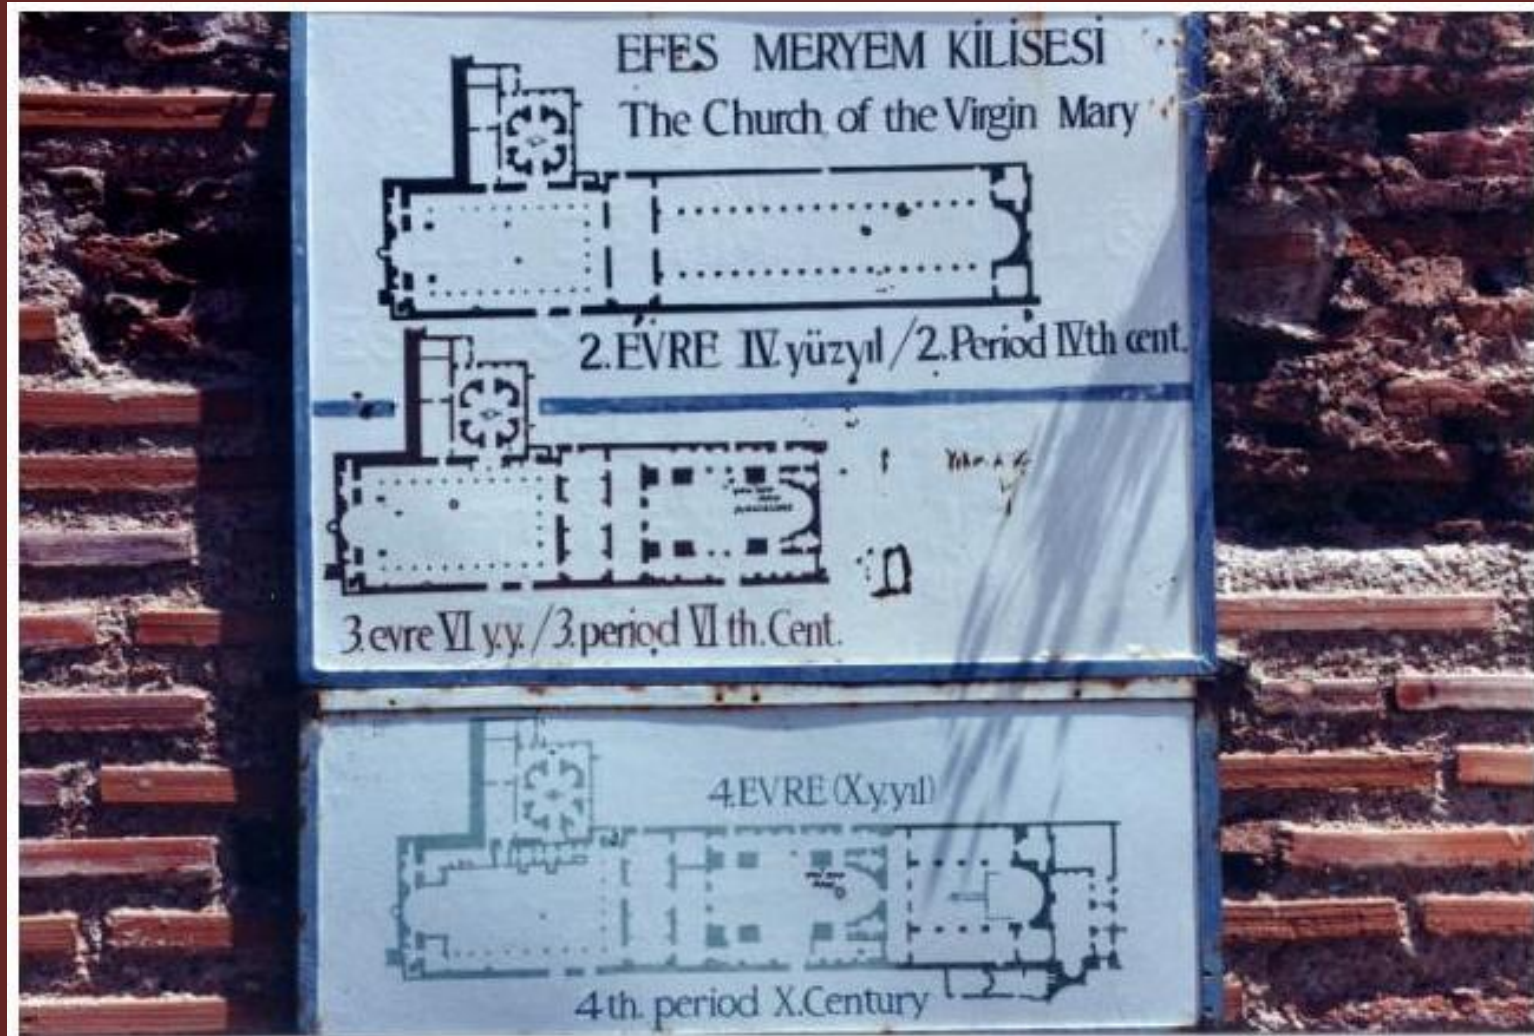 EFES MERYEM KİLİSESİ
The Church of the Virgin Mary
2.EVRE IV.yüzyıl / 2.Period IVth cent.
3.evre VI y.y. / 3.period VI th. Cent.
4.EVRE (X.y.yıl)
4th. period X.Century